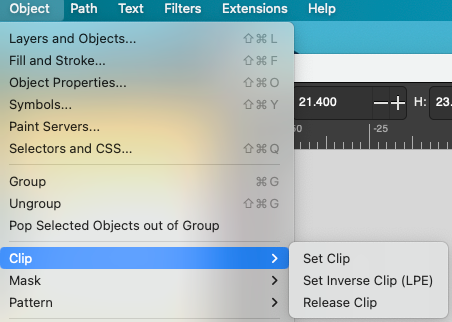 Object Path Text Filters Extensions Help
Layers and Objects... ⇧⌘L
Fill and Stroke... ⇧⌘F
Object Properties... ⇧⌘O
Symbols... ⇧⌘Y
Paint Servers...
Selectors and CSS... ⇧⌘Q
Group ⌘G
Ungroup ⇧⌘G
Pop Selected Objects out of Group
Clip
Mask
Pattern
Set Clip
Set Inverse Clip (LPE)
Release Clip
21.400 H: 23.
-25